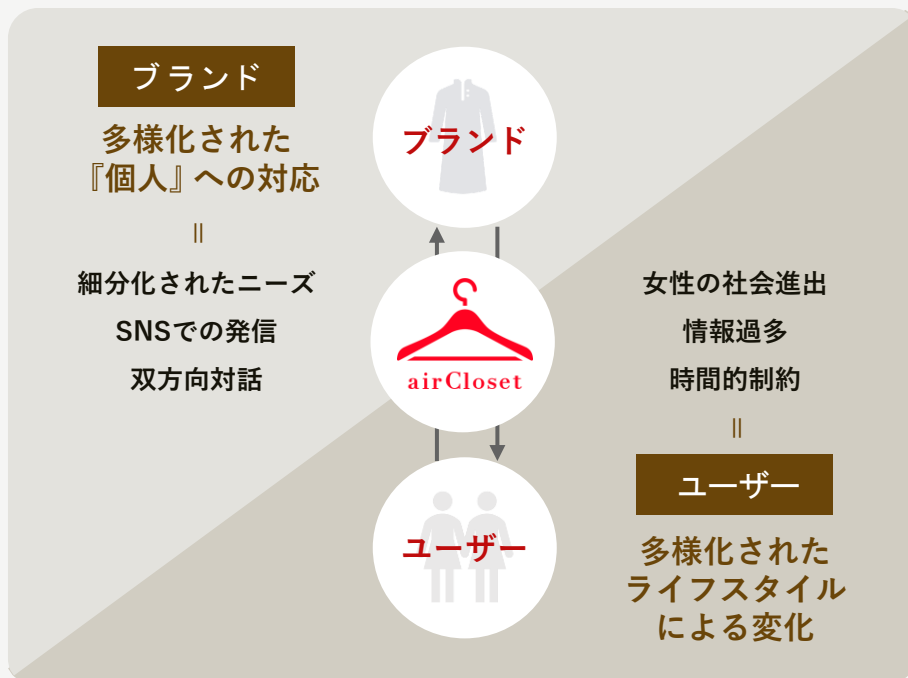 ブランド
多様化された
『個人』への対応
＝
細分化されたニーズ
SNSでの発信
双方向対話
ブランド
airCloset
ユーザー
女性の社会進出
情報過多
時間的制約
＝
ユーザー
多様化された
ライフスタイル
による変化